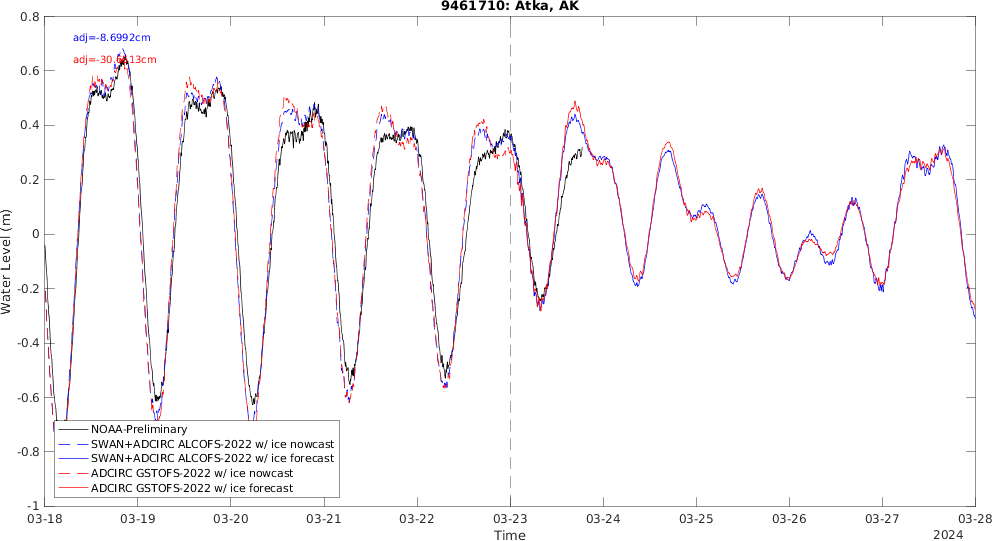 9461710: Atka, AK
adj=-8.6992cm
Water Level (m)
0.8
0.6
0.4
0.2
0
-0.2
-0.4
-0.6
-0.8
-1
NOAA-Preliminary
SWAN+ADCIRC ALCOFS-2022 w/ ice nowcast
SWAN+ADCIRC ALCOFS-2022 w/ ice forecast
ADCIRC GSTOFS-2022 w/ ice nowcast
ADCIRC GSTOFS-2022 w/ ice forecast
03-18 03-19 03-20 03-21 03-22 03-23 03-24 03-25 03-26 03-27 03-28
Time
2024